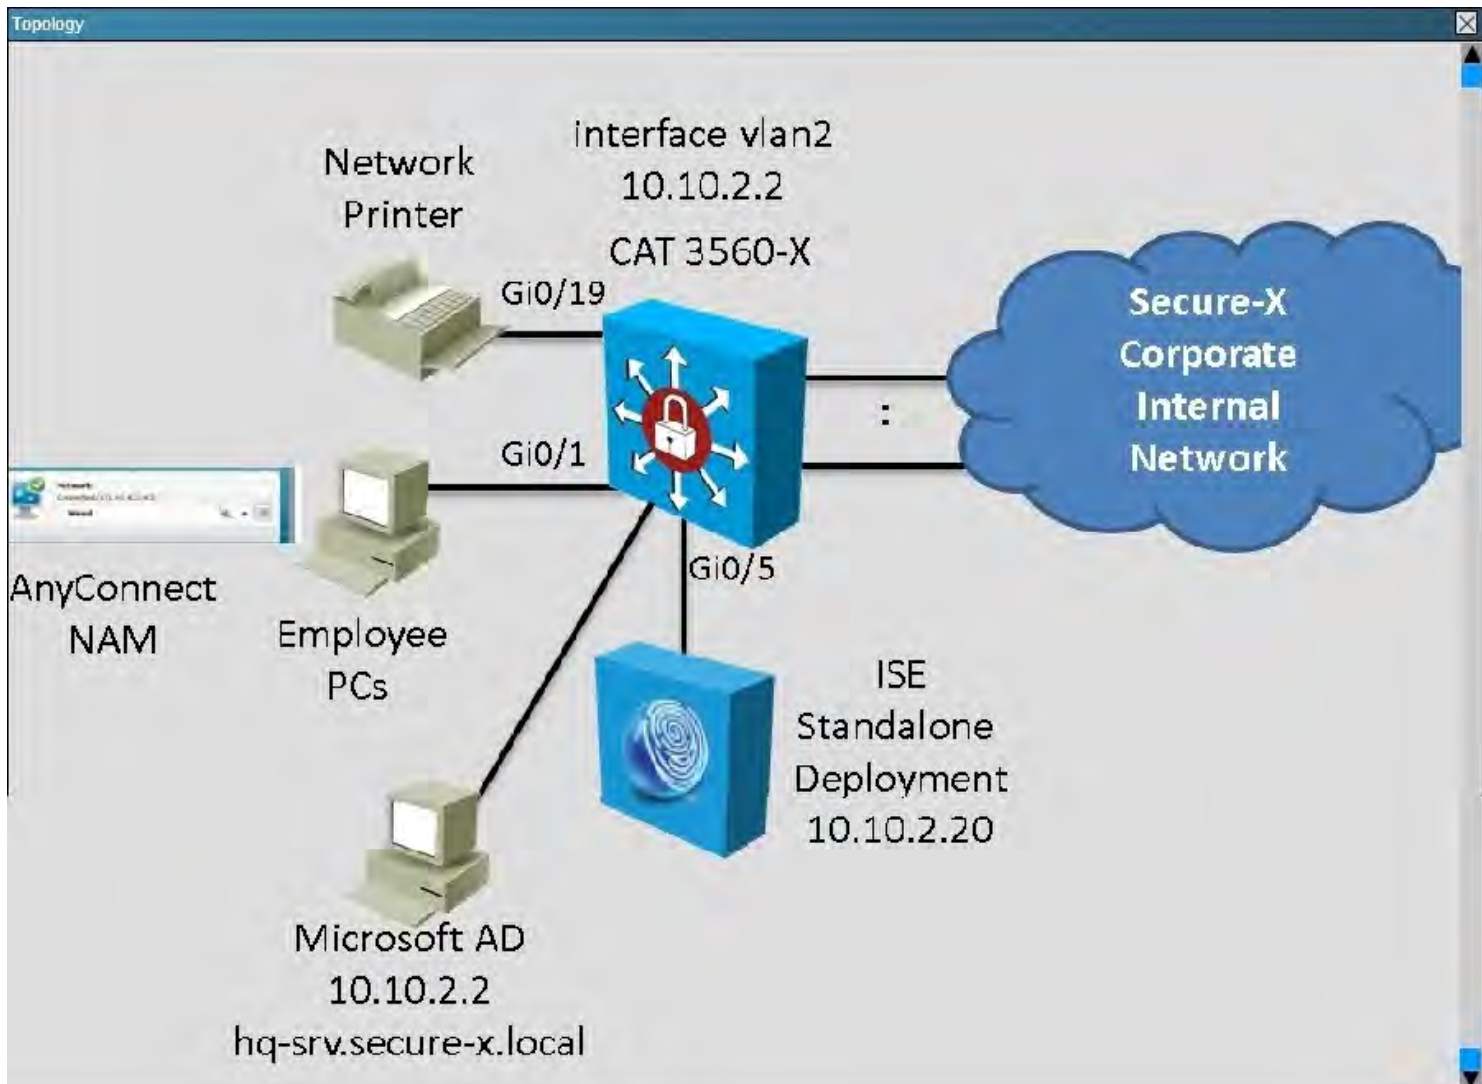 Topology
interface vlan2
10.10.2.2
CAT 3560-X
Network
Printer
Gi0/19
Secure-X
Corporate
Internal
Network
:
Gi0/1
Gi0/5
AnyConnect
NAM
Employee
PCs
ISE
Standalone
Deployment
10.10.2.20
Microsoft AD
10.10.2.2
hq-srv.secure-x.local